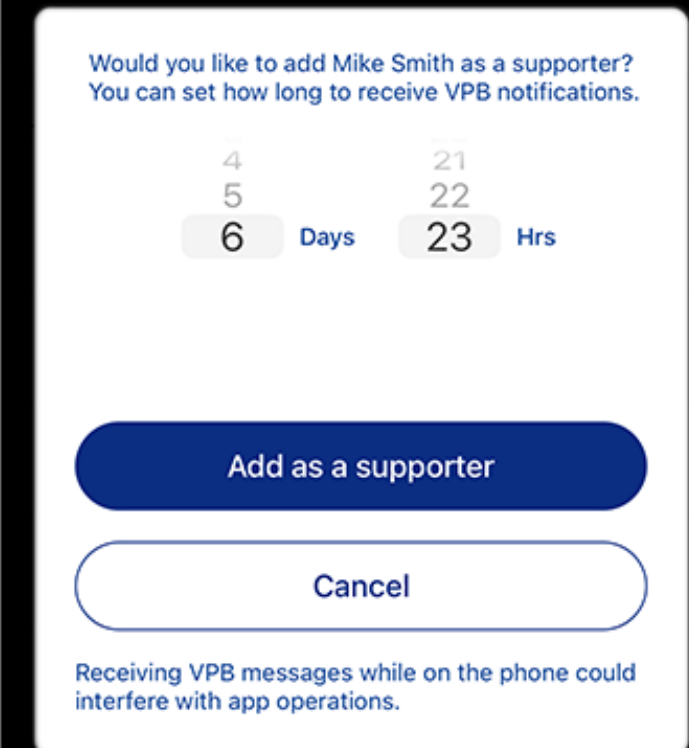 Would you like to add Mike Smith as a supporter?
You can set how long to receive VPB notifications.
4 21
5 22
6 Days 23 Hrs
Add as a supporter
Cancel
Receiving VPB messages while on the phone could
interfere with app operations.